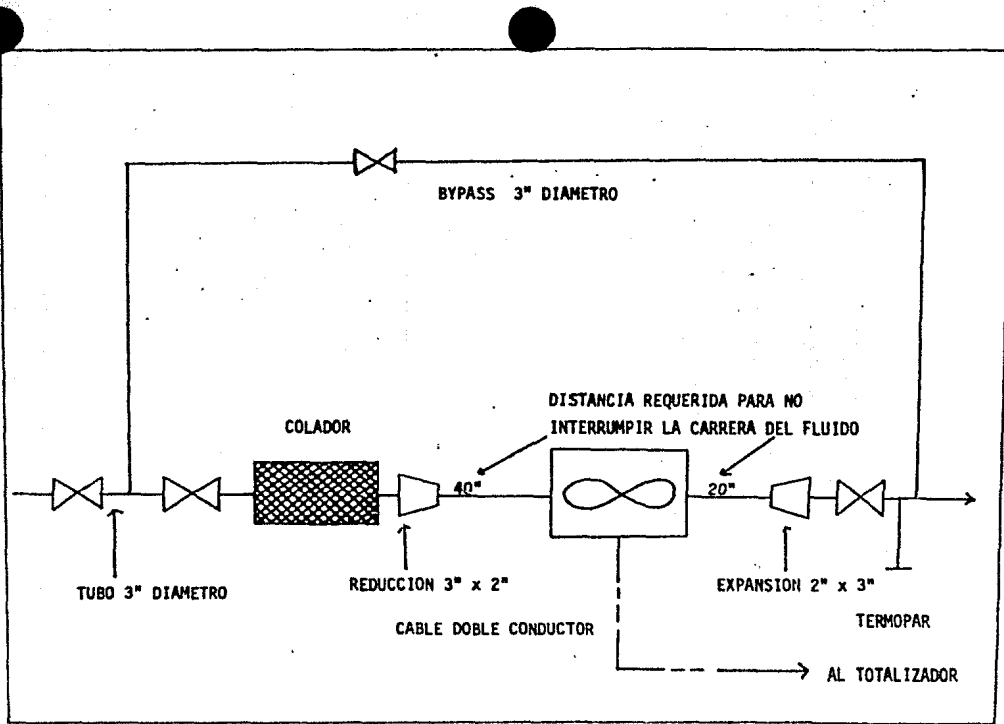 BYPASS 3" DIAMETRO
DISTANCIA REQUERIDA PARA NO
INTERRUMPIR LA CARRERA DEL FLUIDO
COLADOR
40"
20"
TUBO 3" DIAMETRO
REDUCCION 3" x 2"
EXPANSION 2" x 3"
CABLE DOBLE CONDUCTOR
TERMOPAR
AL TOTALIZADOR